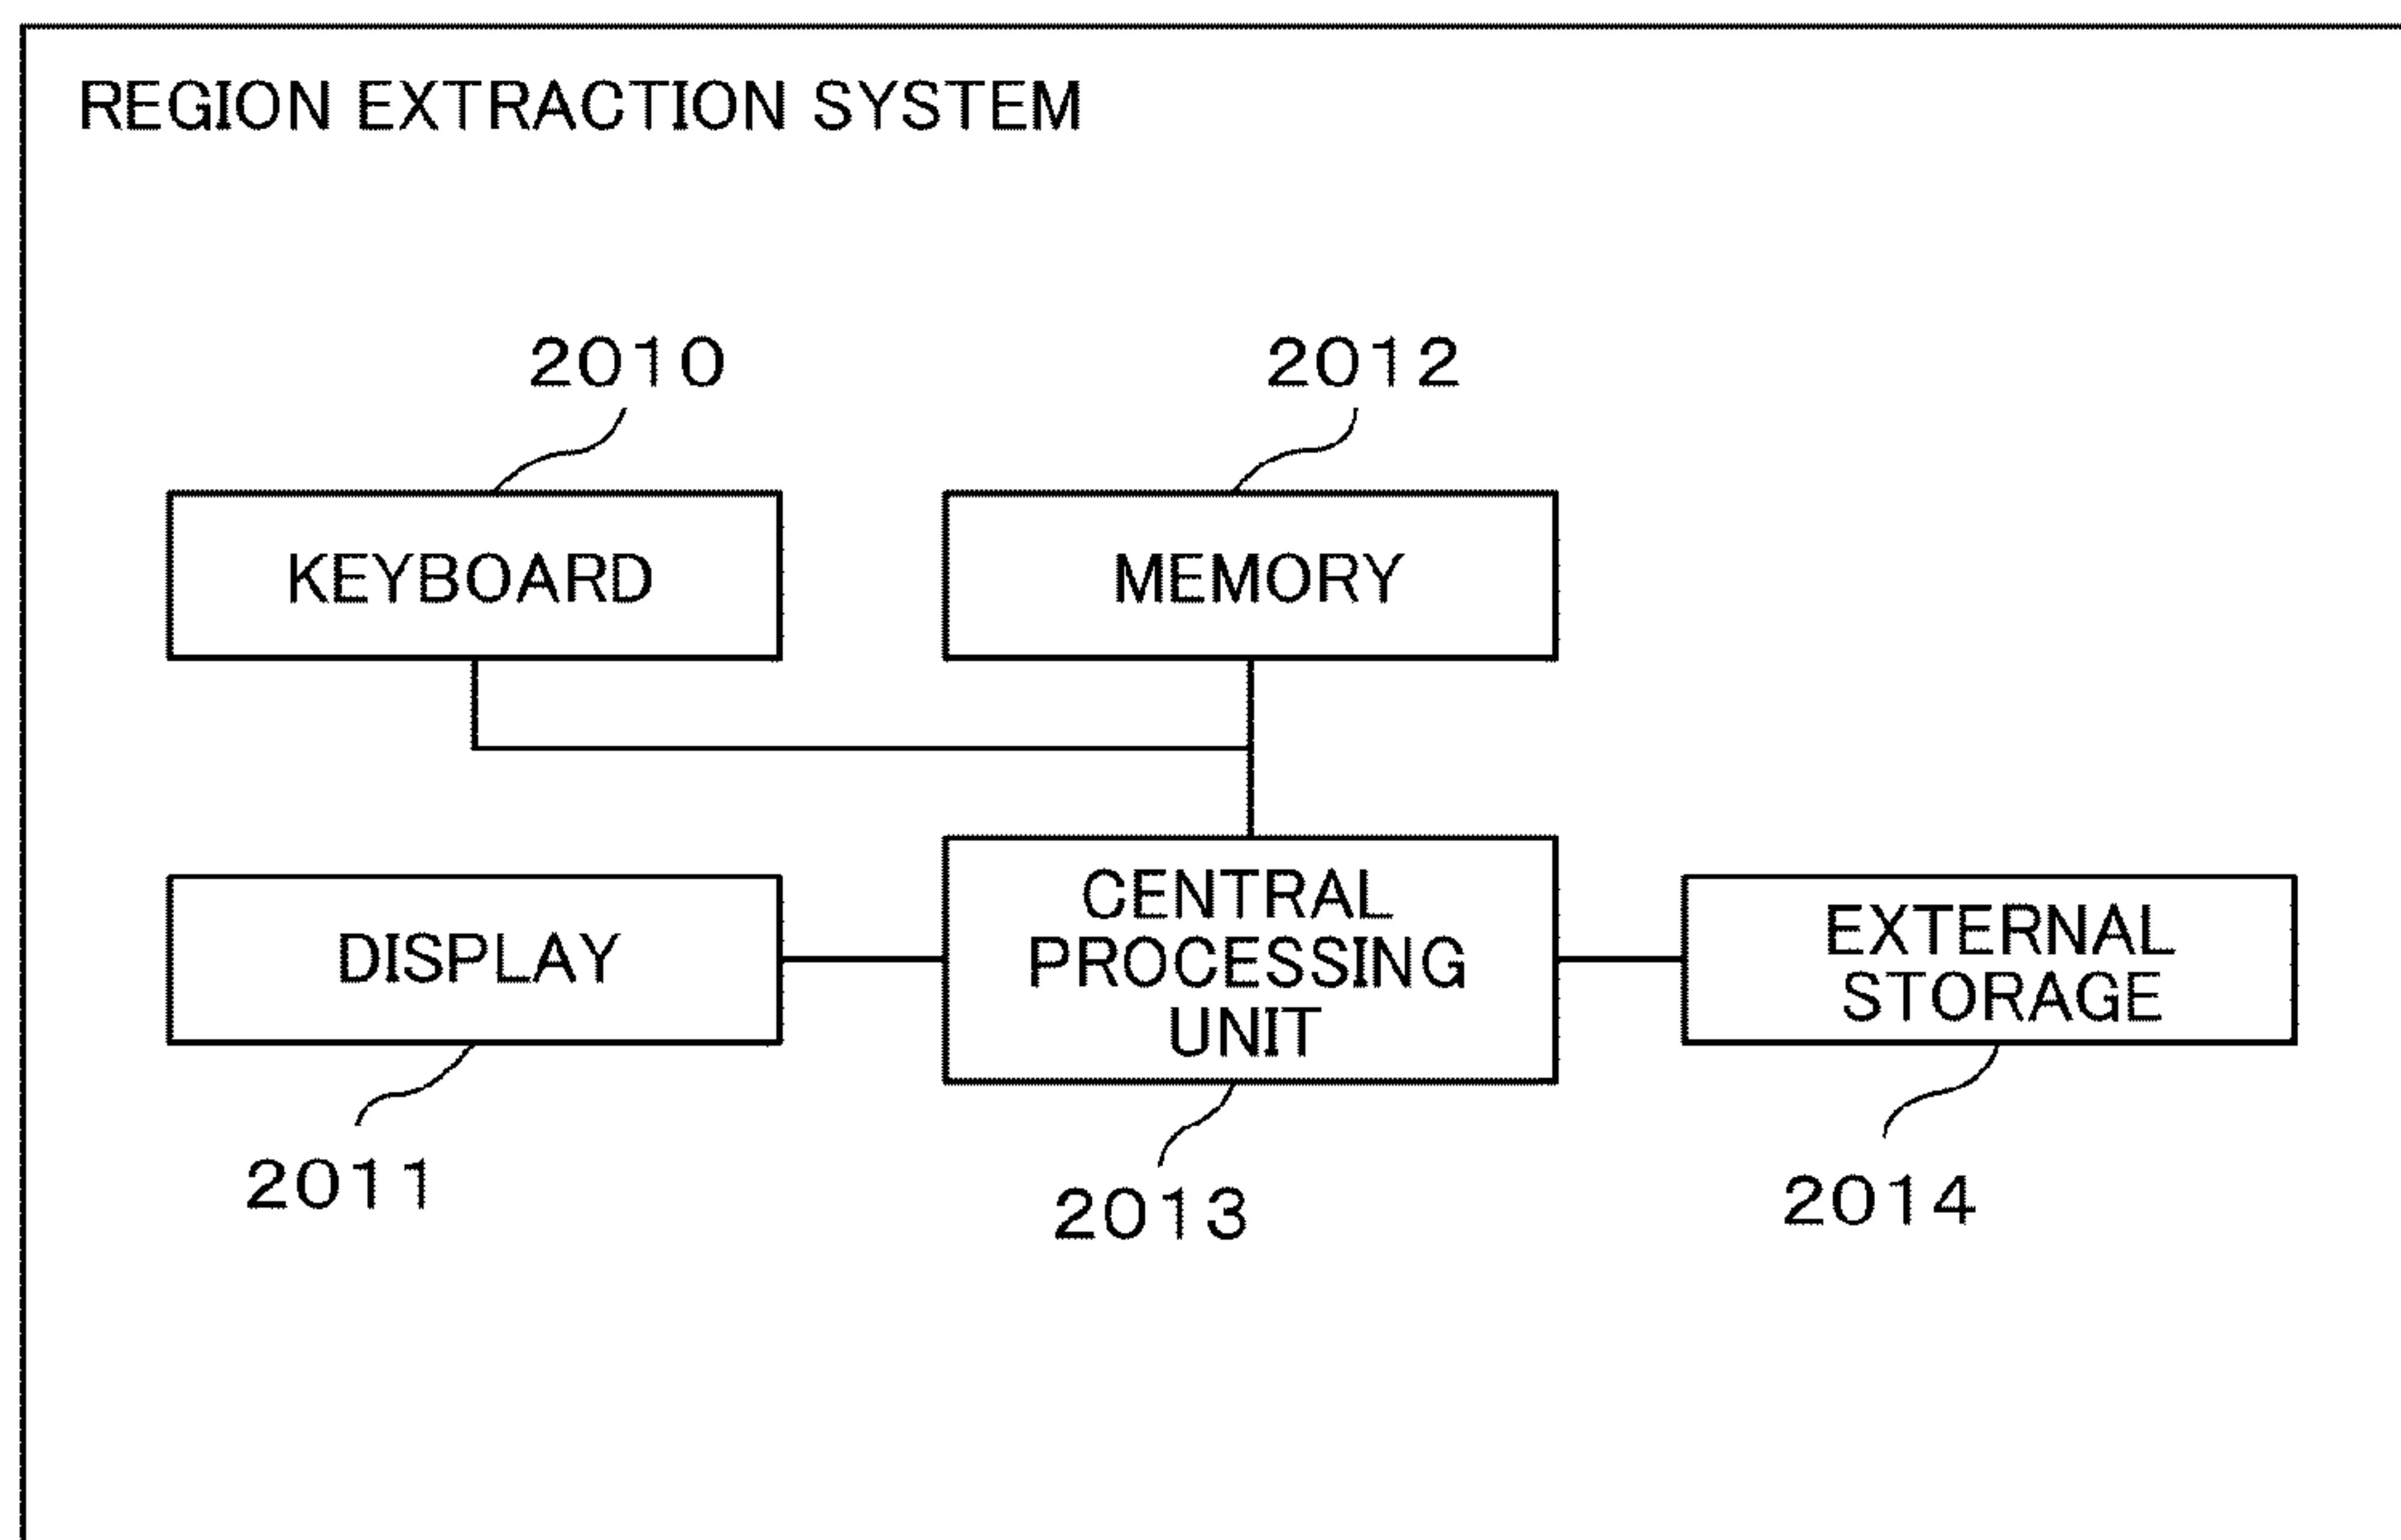 REGION EXTRACTION SYSTEM
2010
2012
KEYBOARD
MEMORY
DISPLAY
CENTRAL
PROCESSING
UNIT
EXTERNAL
STORAGE
2011
2013
2014